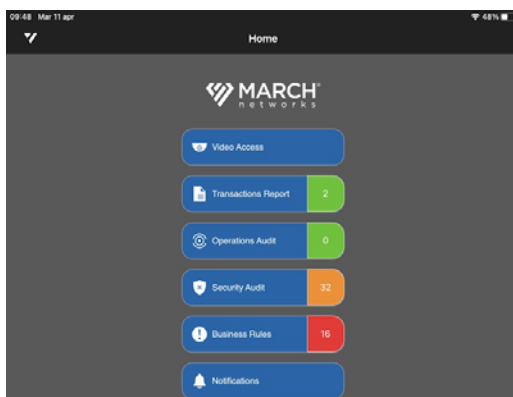 09:48 Mar 11 apr
48%
Home
MARCH
networks
Video Access
Transactions Report 2
Operations Audit 0
Security Audit 32
Business Rules 16
Notifications